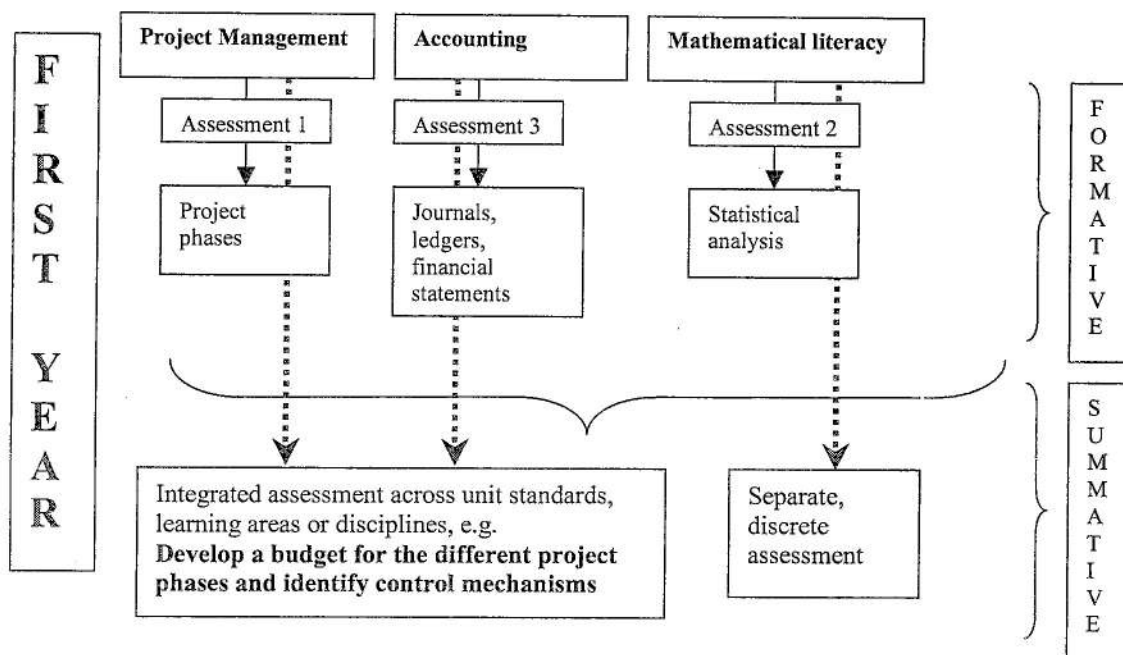 FIRST YEAR
Project Management
Accounting
Mathematical literacy
Assessment 1
Assessment 3
Assessment 2
Project
phases
Journals,
ledgers,
financial
statements
Statistical
analysis
FORMATIVE
Integrated assessment across unit standards,
learning areas or disciplines, e.g.
Develop a budget for the different project
phases and identify control mechanisms
Separate,
discrete
assessment
SUMMATIVE